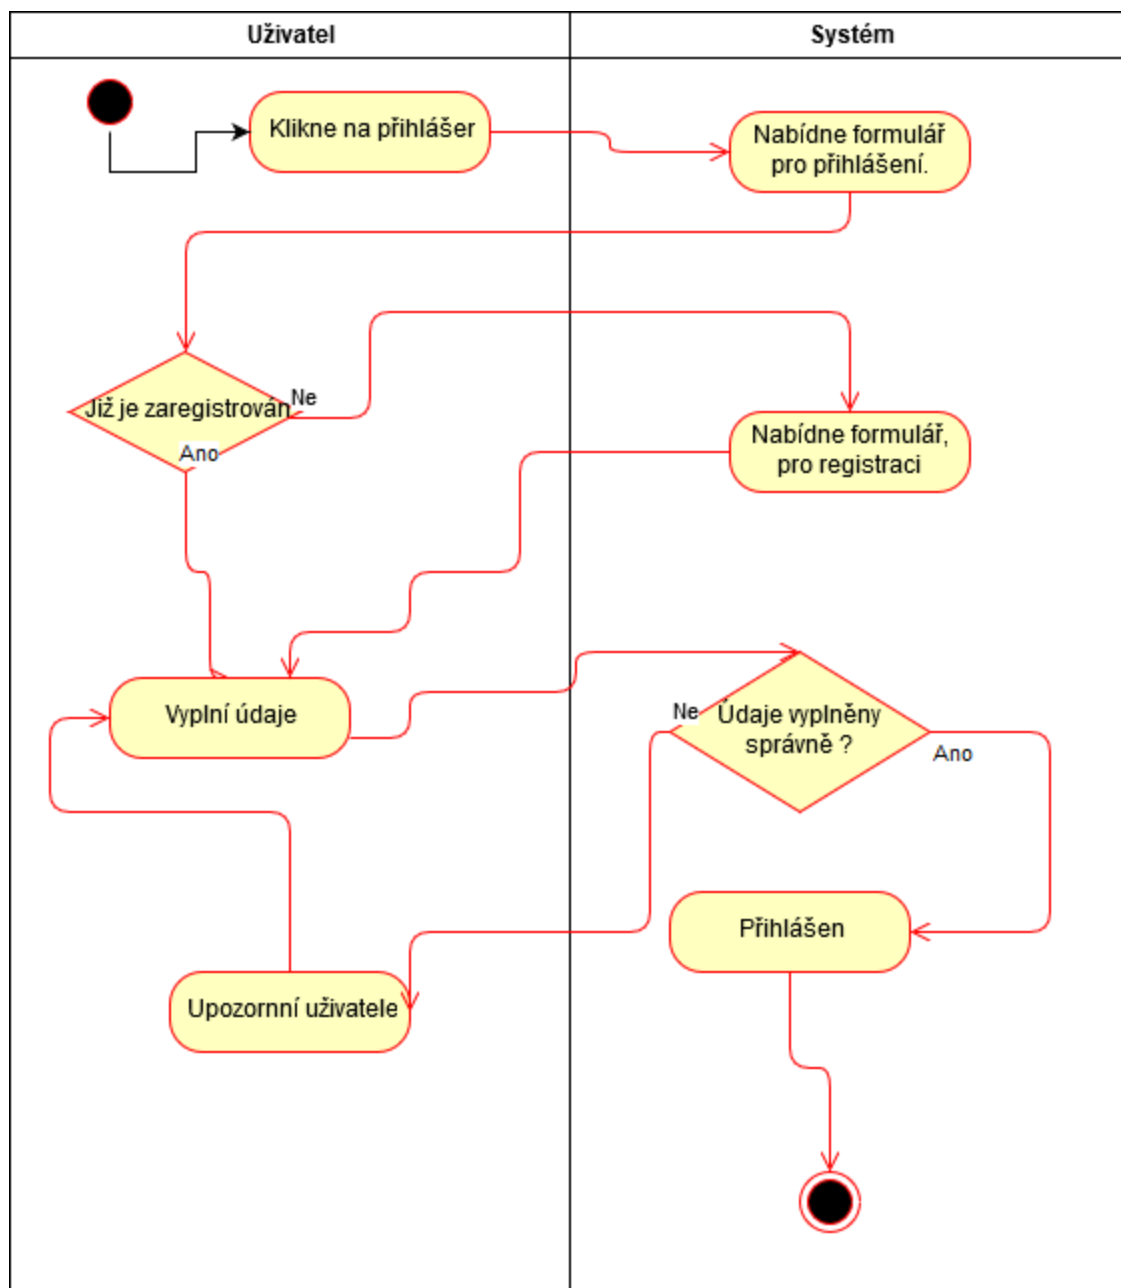 Uživatel
Systém
Klikne na přihlášer
Nabídne formulář
pro přihlášení.
Již je zaregistrován
Ne
Ano
Nabídne formulář,
pro registraci
Vyplní údaje
Ne
Údaje vyplněny
správně ?
Ano
Přihlášen
Upozornní uživatele